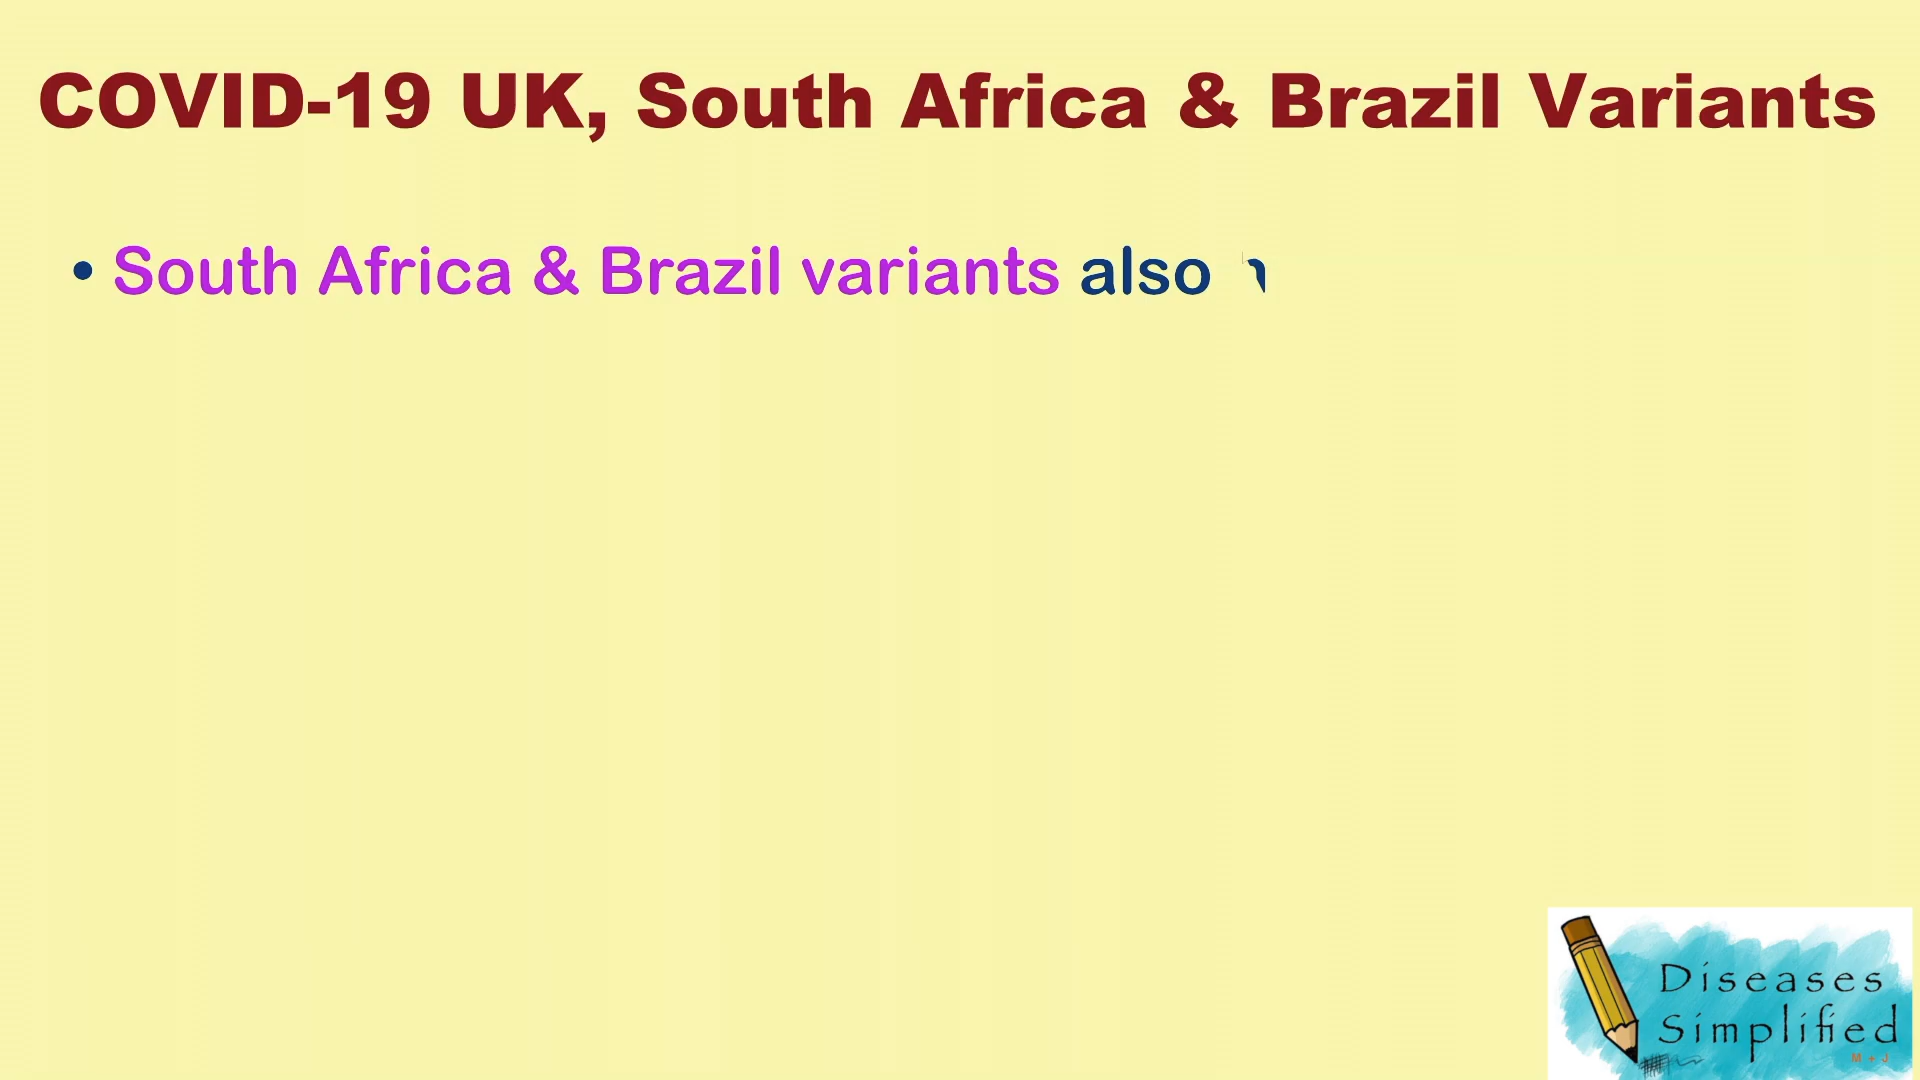 COVID-19 UK, South Africa & Brazil Variants
• South Africa & Brazil variants also
Diseases
Simplified
M + J